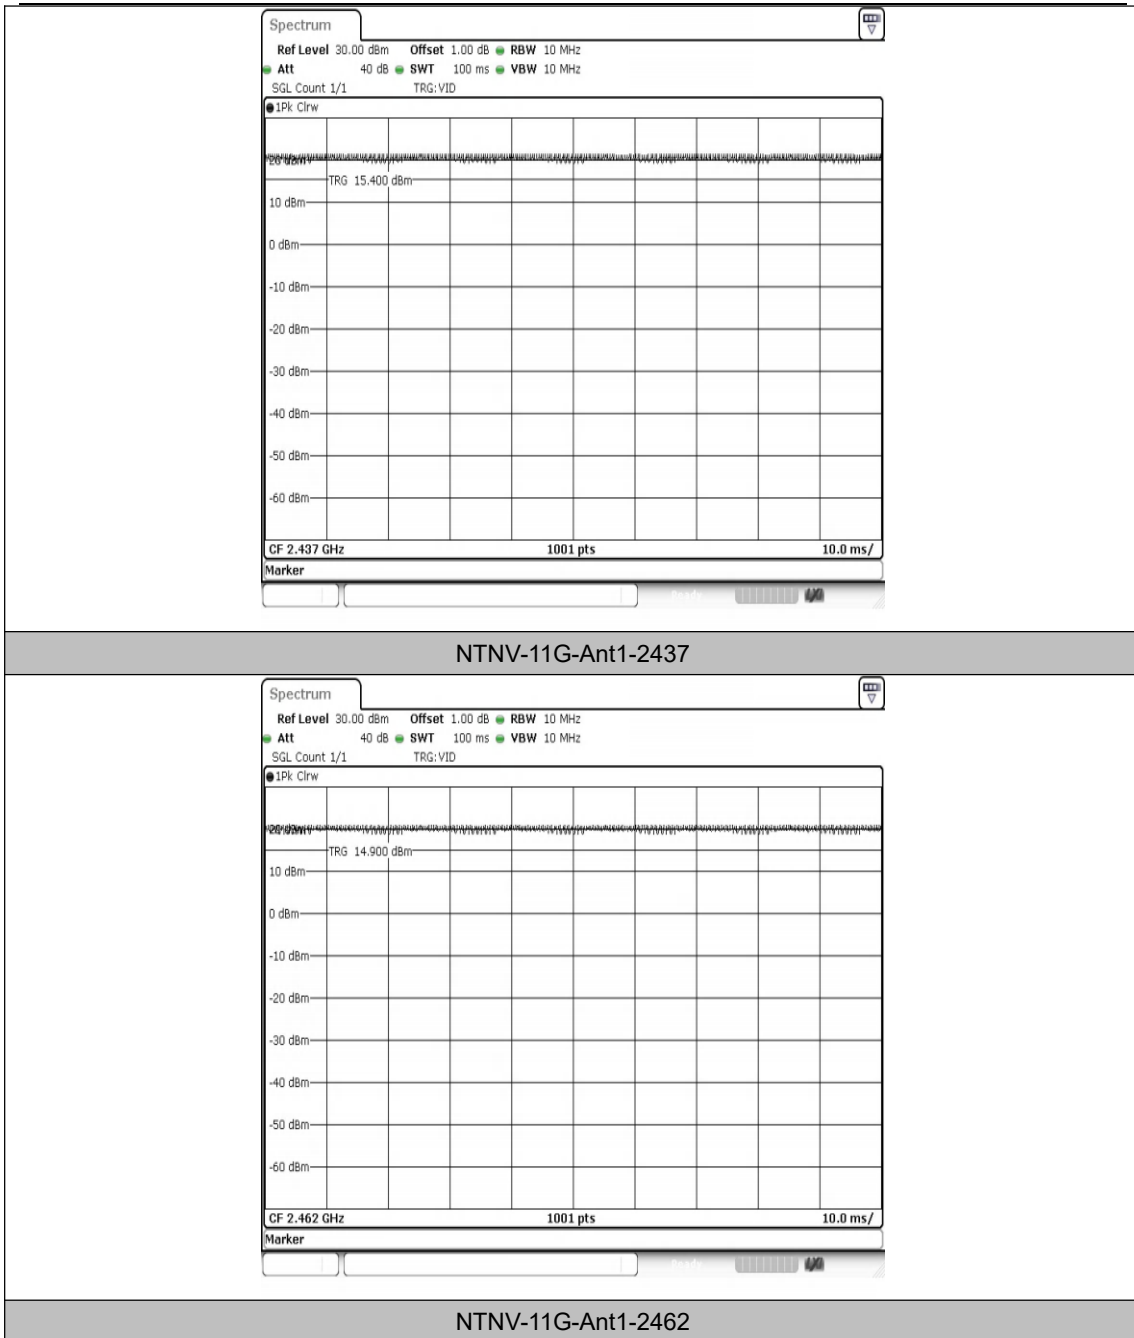 Spectrum
Ref Level 30.00 dBm Offset 1.00 dB RBW 10 MHz
Att 40 dB SWT 100 ms VBW 10 MHz
SGL Count 1/1 TRG:VID
1Pk Clrw
20 dBm
TRG 15.400 dBm
10 dBm
0 dBm
-10 dBm
-20 dBm
-30 dBm
-40 dBm
-50 dBm
-60 dBm
CF 2.437 GHz 1001 pts 10.0 ms/
Marker
Ready
NTNV-11G-Ant1-2437
Spectrum
Ref Level 30.00 dBm Offset 1.00 dB RBW 10 MHz
Att 40 dB SWT 100 ms VBW 10 MHz
SGL Count 1/1 TRG:VID
1Pk Clrw
20 dBm
TRG 14.900 dBm
10 dBm
0 dBm
-10 dBm
-20 dBm
-30 dBm
-40 dBm
-50 dBm
-60 dBm
CF 2.462 GHz 1001 pts 10.0 ms/
Marker
Ready
NTNV-11G-Ant1-2462